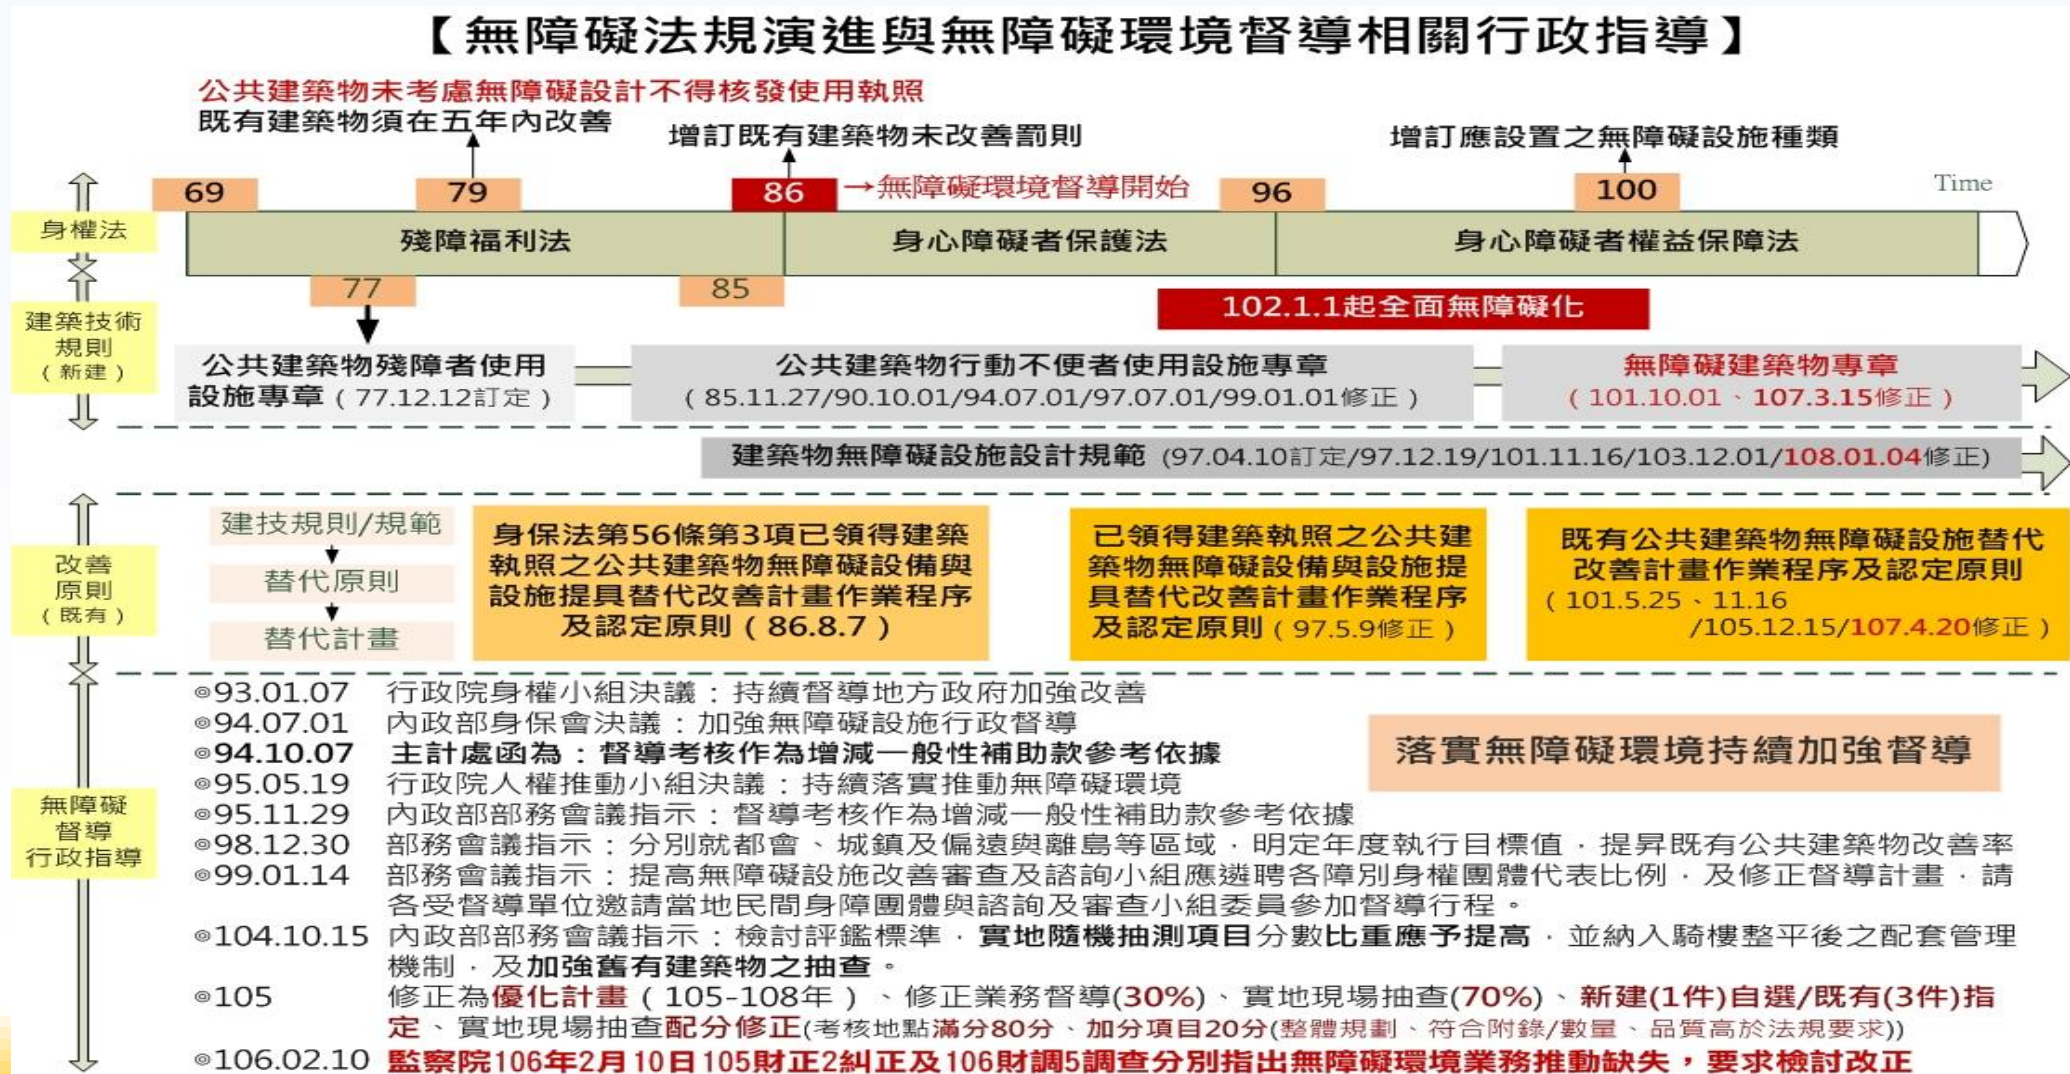 【無障礙法規演進與無障礙環境督導相關行政指導】
公共建築物未考慮無障礙設計不得核發使用執照
既有建築物須在五年內改善
增訂既有建築物未改善罰則
增訂應設置之無障礙設施種類
69
79
86
→無障礙環境督導開始
96
100
Time
身權法
殘障福利法
身心障礙者保護法
身心障礙者權益保障法
77
85
102.1.1起全面無障礙化
建築技術
規則
(新建)
公共建築物殘障者使用
設施專章(77.12.12訂定)
公共建築物行動不便者使用設施專章
(85.11.27/90.10.01/94.07.01/97.07.01/99.01.01修正)
無障礙建築物專章
(101.10.01、107.3.15修正)
建築物無障礙設施設計規範 (97.04.10訂定/97.12.19/101.11.16/103.12.01/108.01.04修正)
改善
原則
(既有)
建技規則/規範
替代原則
替代計畫
身保法第56條第3項已領得建築
執照之公共建築物無障礙設備與
設施提具替代改善計畫作業程序
及認定原則(86.8.7)
已領得建築執照之公共建
築物無障礙設備與設施提
具替代改善計畫作業程序
及認定原則(97.5.9修正)
既有公共建築物無障礙設施替代
改善計畫作業程序及認定原則
(101.5.25、11.16
/105.12.15/107.4.20修正)
無障礙
督導
行政指導
◎93.01.07 行政院身權小組決議:持續督導地方政府加強改善
◎94.07.01 內政部身保會決議:加強無障礙設施行政督導
◎94.10.07 主計處函為:督導考核作為增減一般性補助款參考依據
◎95.05.19 行政院人權推動小組決議:持續落實推動無障礙環境
◎95.11.29 內政部部務會議指示:督導考核作為增減一般性補助款參考依據
◎98.12.30 部務會議指示:分別就都會、城鎮及偏遠與離島等區域,明定年度執行目標值,提昇既有公共建築物改善率
◎99.01.14 部務會議指示:提高無障礙設施改善審查及諮詢小組應遴聘各障別身權團體代表比例,及修正督導計畫,請
各受督導單位邀請當地民間身障團體與諮詢及審查小組委員參加督導行程。
◎104.10.15 內政部部務會議指示:檢討評鑑標準,實地隨機抽測項目分數比重應予提高,並納入騎樓整平後之配套管理
機制,及加強舊有建築物之抽查。
◎105 修正為優化計畫(105-108年)、修正業務督導(30%)、實地現場抽查(70%)、新建(1件)自選/既有(3件)指
定、實地現場抽查配分修正(考核地點滿分80分、加分項目20分(整體規劃、符合附錄/數量、品質高於法規要求))
◎106.02.10 監察院106年2月10日105財正2糾正及106財調5調查分別指出無障礙環境業務推動缺失,要求檢討改正
落實無障礙環境持續加強督導